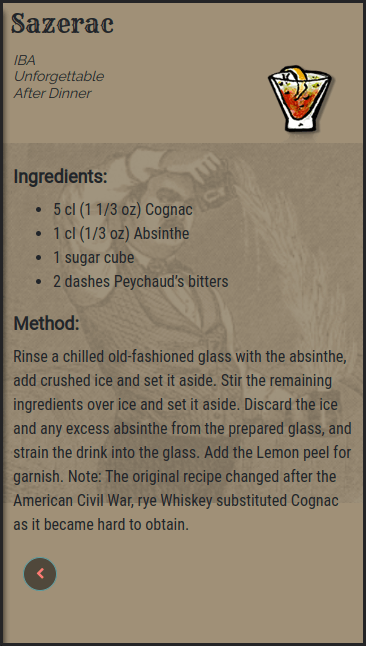 Sazerac
IBA
Unforgettable
After Dinner
Ingredients:
5 cl (1 1/3 oz) Cognac
1 cl (1/3 oz) Absinthe
1 sugar cube
2 dashes Peychaud's bitters
Method:
Rinse a chilled old-fashioned glass with the absinthe,
add crushed ice and set it aside. Stir the remaining
ingredients over ice and set it aside. Discard the ice
and any excess absinthe from the prepared glass, and
strain the drink into the glass. Add the Lemon peel for
garnish. Note: The original recipe changed after the
American Civil War, rye Whiskey substituted Cognac
as it became hard to obtain.